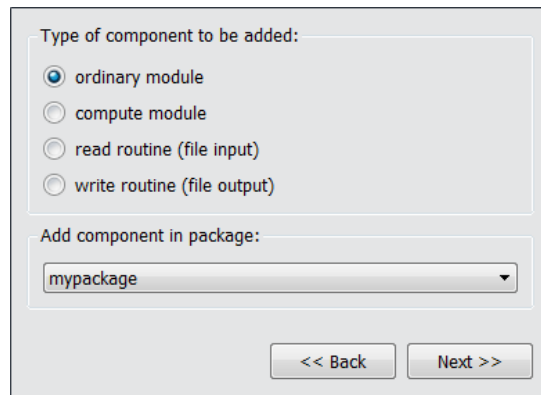 Type of component to be added:
ordinary module
compute module
read routine (file input)
write routine (file output)
Add component in package:
mypackage
<< Back
Next >>